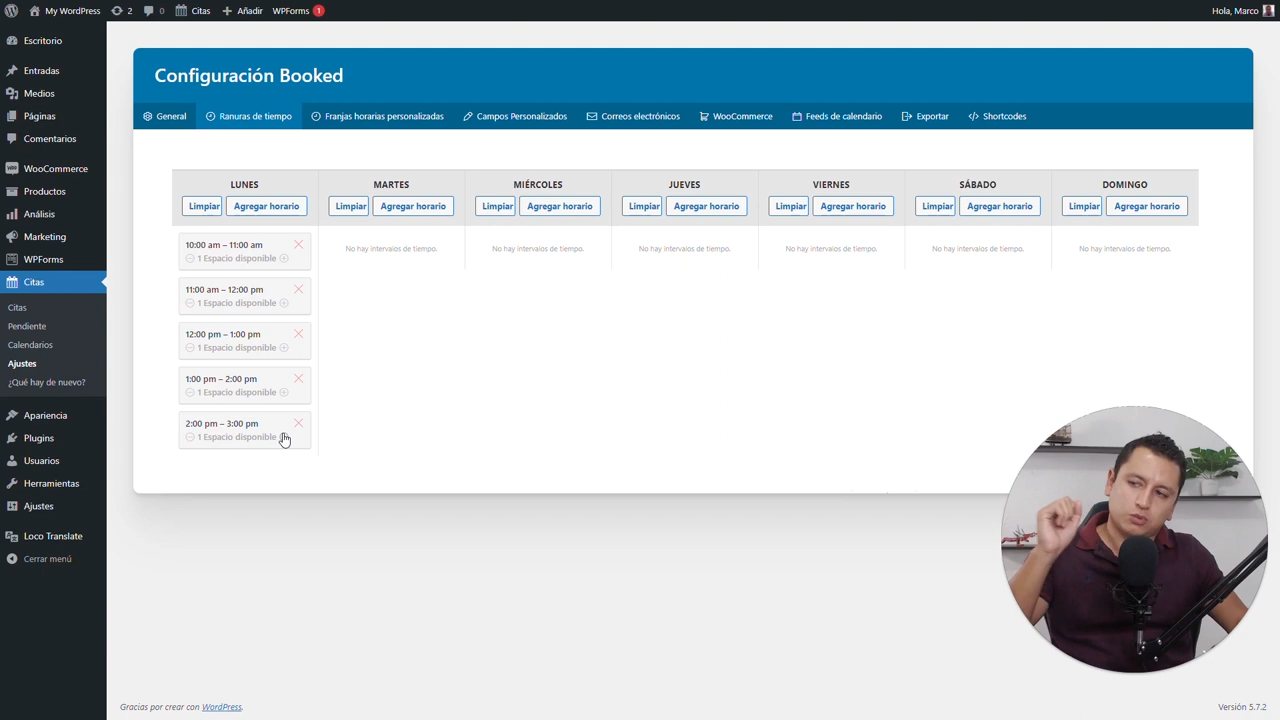 My WordPress 2 0 Citas Añadir WPForms 1 Hola, Marco
Escritorio
Entradas
Medios
Páginas
Comentarios
WooCommerce
Productos
Análisis
Marketing
WPForms
Citas
Citas
Pendiente
Calendarios
Ajustes
¿Qué hay de nuevo?
Apariencia
Plugins
Usuarios
Herramientas
Ajustes
Loco Translate
Cerrar menú
Configuración Booked
General Ranuras de tiempo Franjas horarias personalizadas Campos Personalizados Correos electrónicos WooCommerce Feeds de calendario Exportar Shortcodes
LUNES MARTES MIÉRCOLES JUEVES VIERNES SÁBADO DOMINGO
Limpiar Agregar horario Limpiar Agregar horario Limpiar Agregar horario Limpiar Agregar horario Limpiar Agregar horario Limpiar Agregar horario Limpiar Agregar horario
10:00 am – 11:00 am
1 Espacio disponible
No hay intervalos de tiempo. No hay intervalos de tiempo. No hay intervalos de tiempo. No hay intervalos de tiempo. No hay intervalos de tiempo. No hay intervalos de tiempo.
11:00 am – 12:00 pm
1 Espacio disponible
12:00 pm – 1:00 pm
1 Espacio disponible
1:00 pm – 2:00 pm
1 Espacio disponible
2:00 pm – 3:00 pm
1 Espacio disponible
Gracias por crear con WordPress.
Versión 5.7.2